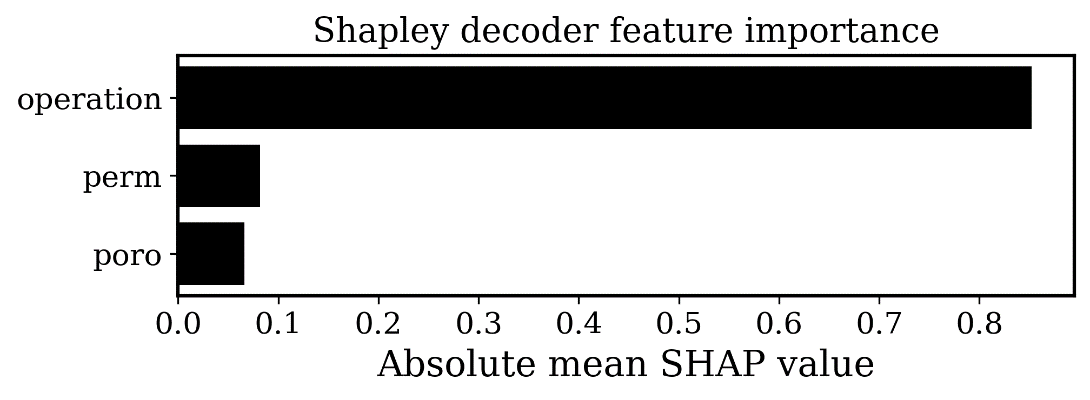 Shapley decoder feature importance
operation
perm
poro
0.0 0.1 0.2 0.3 0.4 0.5 0.6 0.7 0.8
Absolute mean SHAP value